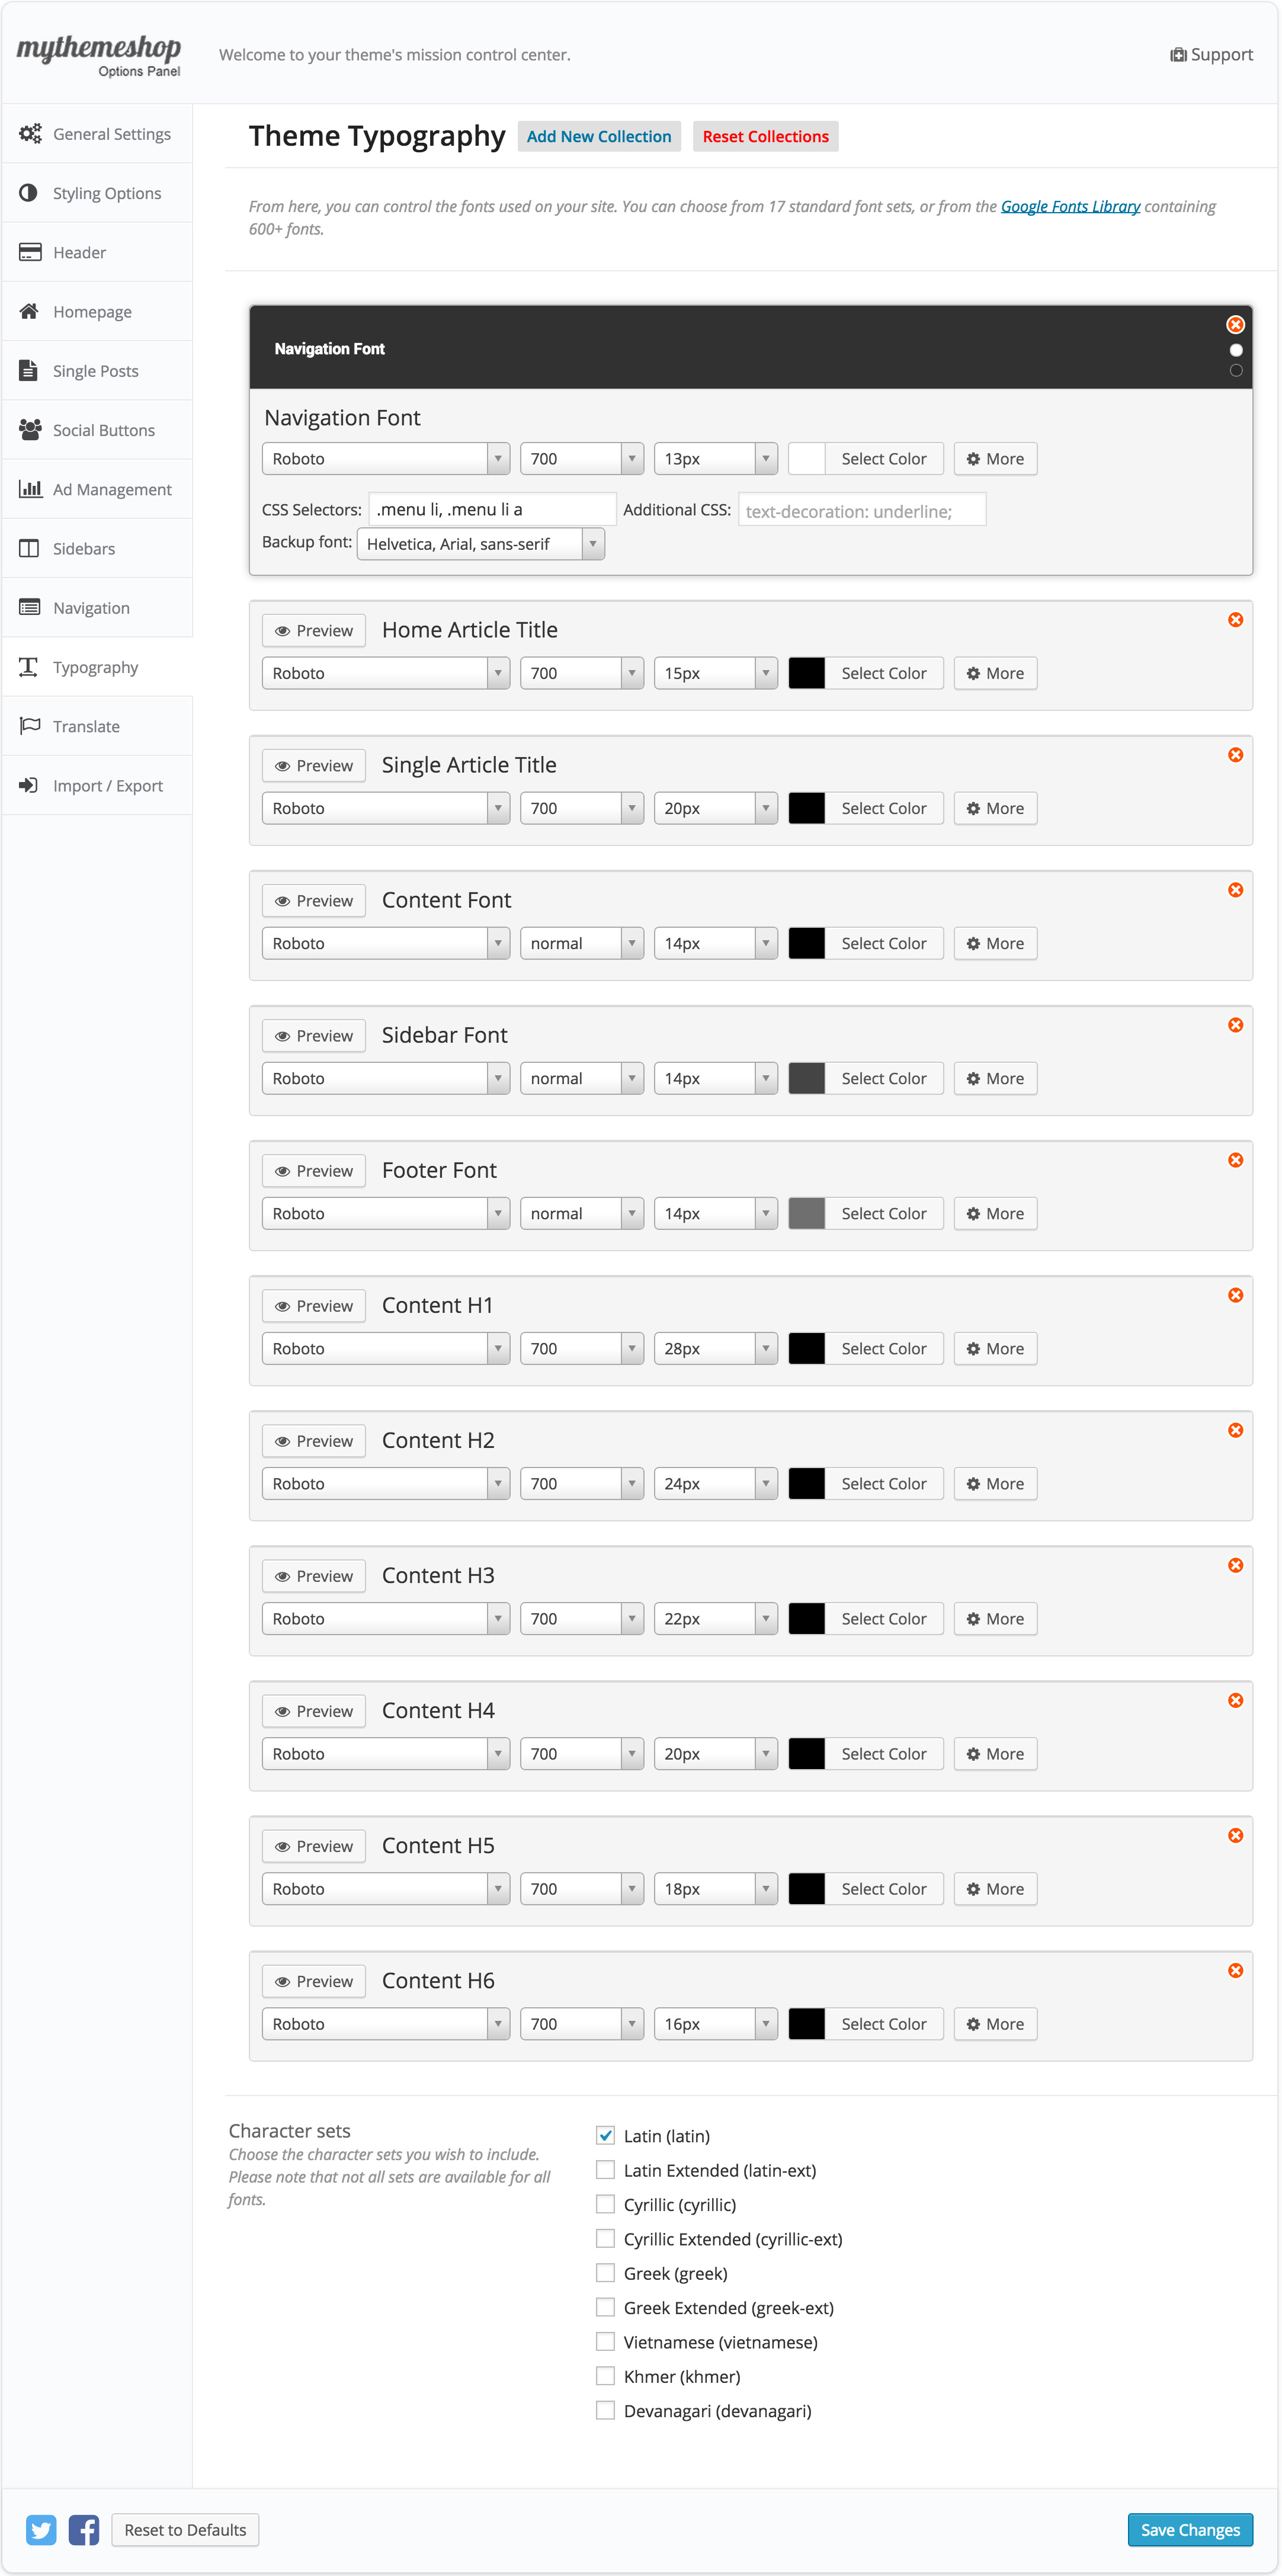 mythemeshop
Options Panel
Welcome to your theme's mission control center.
Support
General Settings
Styling Options
Header
Homepage
Single Posts
Social Buttons
Ad Management
Sidebars
Navigation
Typography
Translate
Import / Export
Theme Typography Add New Collection Reset Collections
From here, you can control the fonts used on your site. You can choose from 17 standard font sets, or from the Google Fonts Library containing
600+ fonts.
Navigation Font
Navigation Font
Roboto 700 13px Select Color More
CSS Selectors: .menu li, .menu li a Additional CSS: text-decoration: underline;
Backup font: Helvetica, Arial, sans-serif
Preview Home Article Title
Roboto 700 15px Select Color More
Preview Single Article Title
Roboto 700 20px Select Color More
Preview Content Font
Roboto normal 14px Select Color More
Preview Sidebar Font
Roboto normal 14px Select Color More
Preview Footer Font
Roboto normal 14px Select Color More
Preview Content H1
Roboto 700 28px Select Color More
Preview Content H2
Roboto 700 24px Select Color More
Preview Content H3
Roboto 700 22px Select Color More
Preview Content H4
Roboto 700 20px Select Color More
Preview Content H5
Roboto 700 18px Select Color More
Preview Content H6
Roboto 700 16px Select Color More
Character sets
Choose the character sets you wish to include.
Please note that not all sets are available for all
fonts.
Latin (latin)
Latin Extended (latin-ext)
Cyrillic (cyrillic)
Cyrillic Extended (cyrillic-ext)
Greek (greek)
Greek Extended (greek-ext)
Vietnamese (vietnamese)
Khmer (khmer)
Devanagari (devanagari)
Reset to Defaults
Save Changes